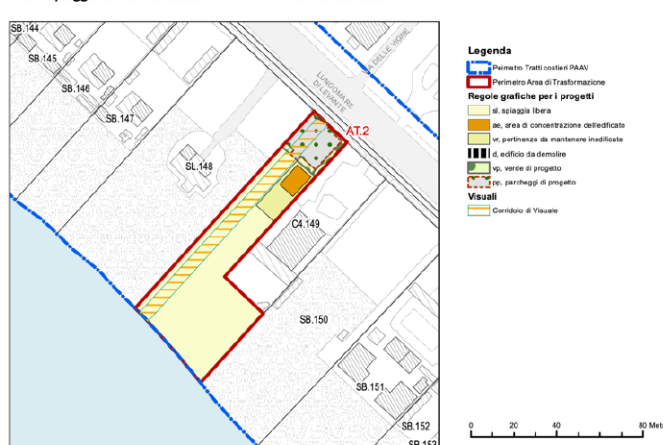 SB.144
SB.145
SB.146
SB.147
SL.148
LUNGOMARE
DI LEVANTE
A DELLE VIGNE
AT.2
C4.149
SB.150
SB.151
SB.152
SB.153
Legenda
Perimetro Tratti costieri PAAV
Perimetro Area di Trasformazione
Regole grafiche per i progetti
sl, spiaggia libera
ae, area di concentrazione cell'edificato
vr, pertinenza da mantenere inedificate
d, edificio da demolire
vp, verde di progetto
pp, parcheggi di progetto
Visuali
Corridoio di Visuale
0 20 40 80 Met